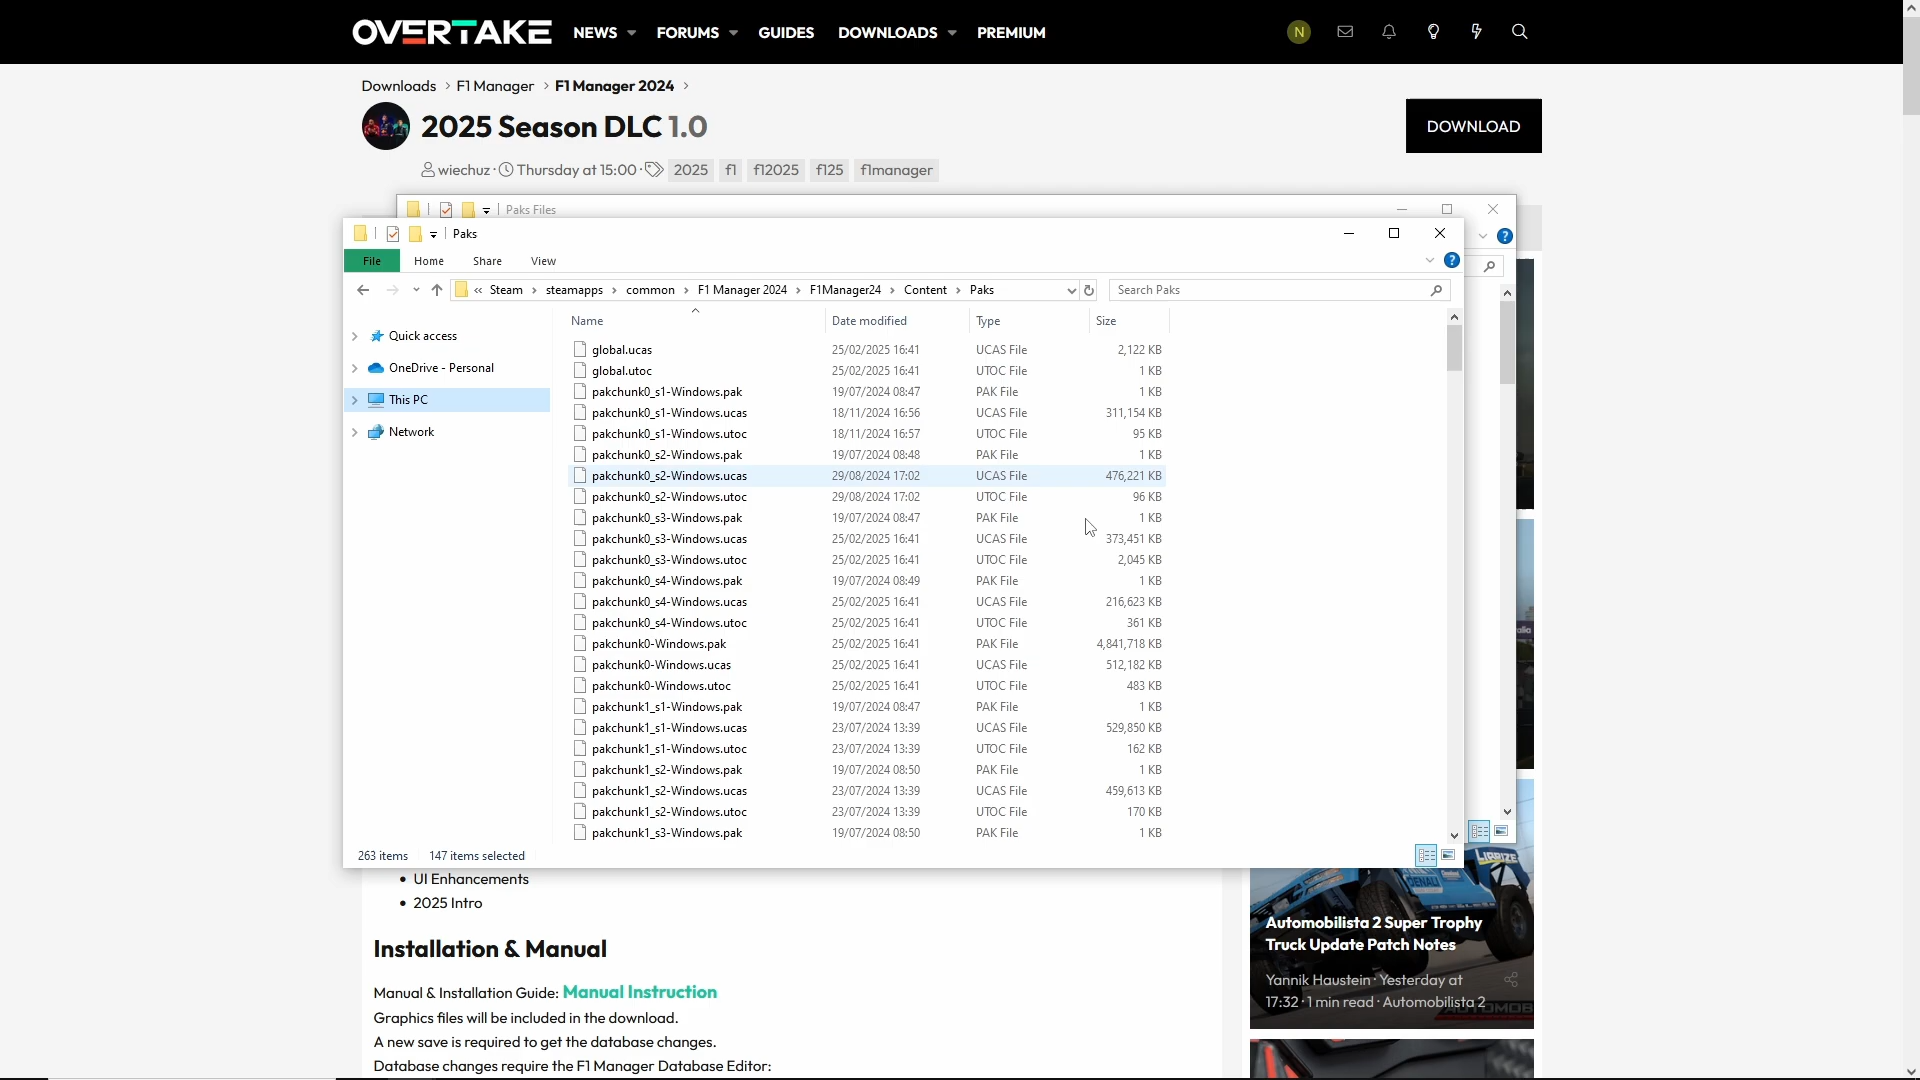 OVERTAKE NEWS FORUMS GUIDES DOWNLOADS PREMIUM N
Downloads > F1 Manager > F1 Manager 2024 >
2025 Season DLC 1.0
DOWNLOAD
wiechuz · Thursday at 15:00 · 2025 f1 f12025 f125 f1manager
Paks Files
Paks
File Home Share View
« Steam > steamapps > common > F1 Manager 2024 > F1Manager24 > Content > Paks
Search Paks
Quick access
OneDrive - Personal
This PC
Network
Name Date modified Type Size
global.ucas 25/02/2025 16:41 UCAS File 2,122 KB
global.utoc 25/02/2025 16:41 UTOC File 1 KB
pakchunk0_s1-Windows.pak 19/07/2024 08:47 PAK File 1 KB
pakchunk0_s1-Windows.ucas 18/11/2024 16:56 UCAS File 311,154 KB
pakchunk0_s1-Windows.utoc 18/11/2024 16:57 UTOC File 95 KB
pakchunk0_s2-Windows.pak 19/07/2024 08:48 PAK File 1 KB
pakchunk0_s2-Windows.ucas 29/08/2024 17:02 UCAS File 476,221 KB
pakchunk0_s2-Windows.utoc 29/08/2024 17:02 UTOC File 96 KB
pakchunk0_s3-Windows.pak 19/07/2024 08:47 PAK File 1 KB
pakchunk0_s3-Windows.ucas 25/02/2025 16:41 UCAS File 373,451 KB
pakchunk0_s3-Windows.utoc 25/02/2025 16:41 UTOC File 2,045 KB
pakchunk0_s4-Windows.pak 19/07/2024 08:49 PAK File 1 KB
pakchunk0_s4-Windows.ucas 25/02/2025 16:41 UCAS File 216,623 KB
pakchunk0_s4-Windows.utoc 25/02/2025 16:41 UTOC File 361 KB
pakchunk0-Windows.pak 25/02/2025 16:41 PAK File 4,841,718 KB
pakchunk0-Windows.ucas 25/02/2025 16:41 UCAS File 512,182 KB
pakchunk0-Windows.utoc 25/02/2025 16:41 UTOC File 483 KB
pakchunk1_s1-Windows.pak 19/07/2024 08:47 PAK File 1 KB
pakchunk1_s1-Windows.ucas 23/07/2024 13:39 UCAS File 529,850 KB
pakchunk1_s1-Windows.utoc 23/07/2024 13:39 UTOC File 162 KB
pakchunk1_s2-Windows.pak 19/07/2024 08:50 PAK File 1 KB
pakchunk1_s2-Windows.ucas 23/07/2024 13:39 UCAS File 459,613 KB
pakchunk1_s2-Windows.utoc 23/07/2024 13:39 UTOC File 170 KB
pakchunk1_s3-Windows.pak 19/07/2024 08:50 PAK File 1 KB
263 items 147 items selected
• UI Enhancements
• 2025 Intro
Installation & Manual
Manual & Installation Guide: Manual Instruction
Graphics files will be included in the download.
A new save is required to get the database changes.
Database changes require the F1 Manager Database Editor:
DENALI
Automobilista 2 Super Trophy
Truck Update Patch Notes
Yannik Haustein · Yesterday at
17:32 · 1 min read · Automobilista 2